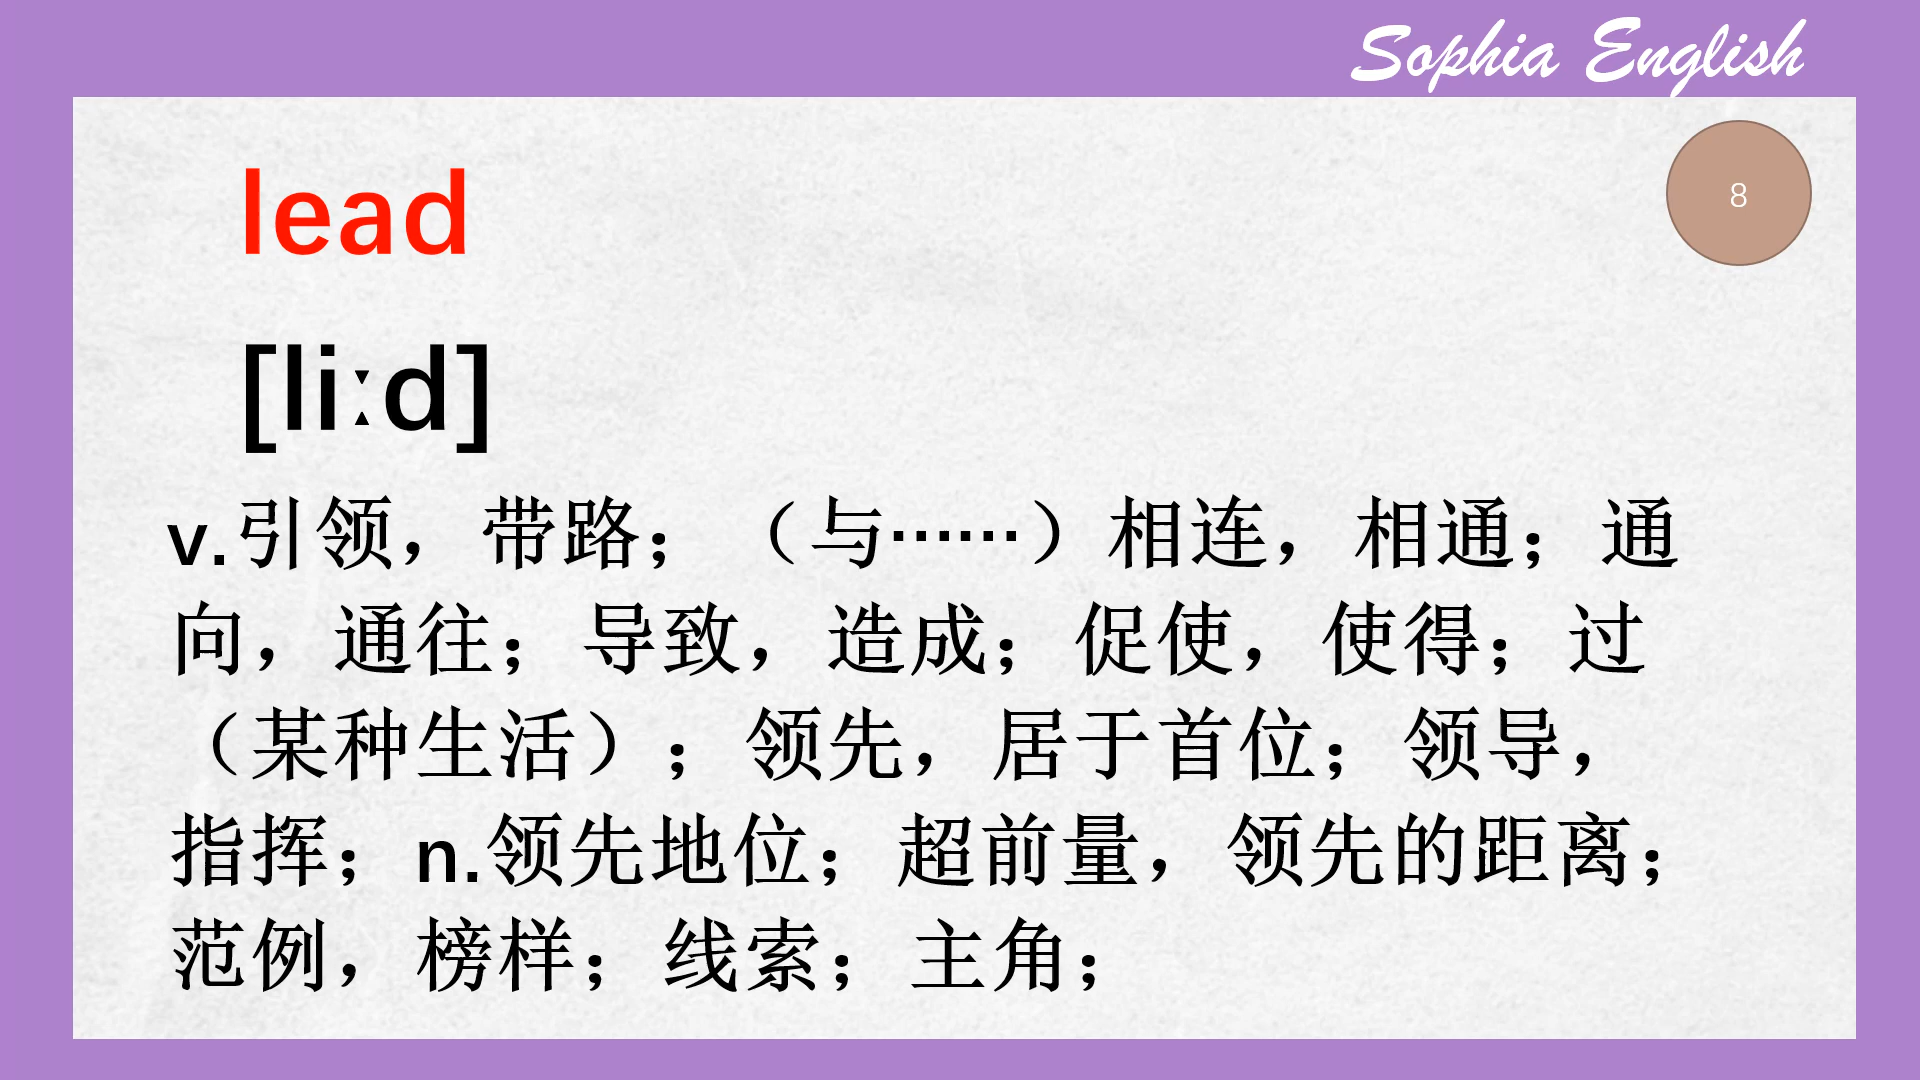 Sophia English
8
lead
[liːd]
v.引领，带路；（与······）相连，相通；通
向，通往；导致，造成；促使，使得；过
（某种生活）；领先，居于首位；领导，
指挥；n.领先地位；超前量，领先的距离；
范例，榜样；线索；主角；